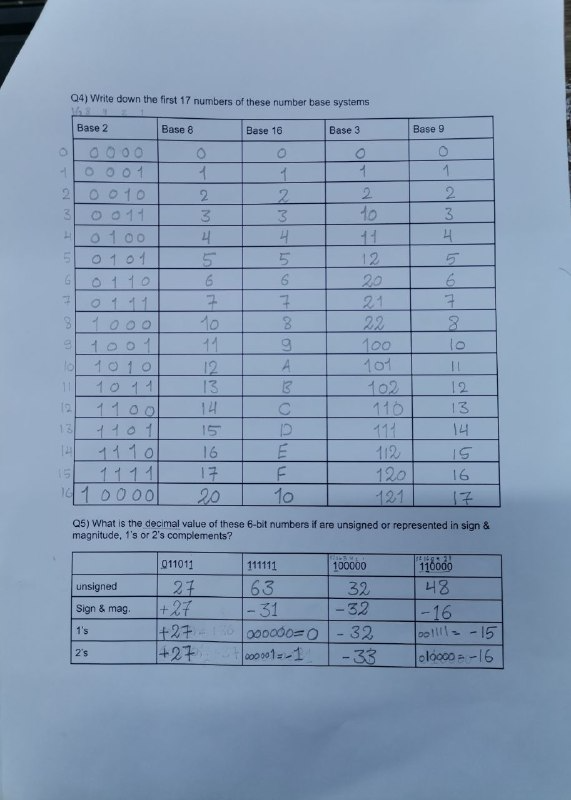 Q4) Write down the first 17 numbers of these number base systems
16 8 4 2 1
Base 2 Base 8 Base 16 Base 3 Base 9
0 0000 0 0 0 0
1 0001 1 1 1 1
2 0010 2 2 2 2
3 0011 3 3 10 3
4 0100 4 4 11 4
5 0101 5 5 12 5
6 0110 6 6 20 6
7 0111 7 7 21 7
8 1000 10 8 22 8
9 1001 11 9 100 10
10 1010 12 A 101 11
11 1011 13 B 102 12
12 1100 14 C 110 13
13 1101 15 D 111 14
14 1110 16 E 112 15
15 1111 17 F 120 16
16 10000 20 10 121 17
Q5) What is the decimal value of these 6-bit numbers if are unsigned or represented in sign &
magnitude, 1's or 2's complements?
011011 111111 100000 110000
unsigned 27 63 32 48
Sign & mag. +27 -31 -32 -16
1's +27 000000=0 -32 001111= -15
2's +27 000001=-1 -33 010000=-16